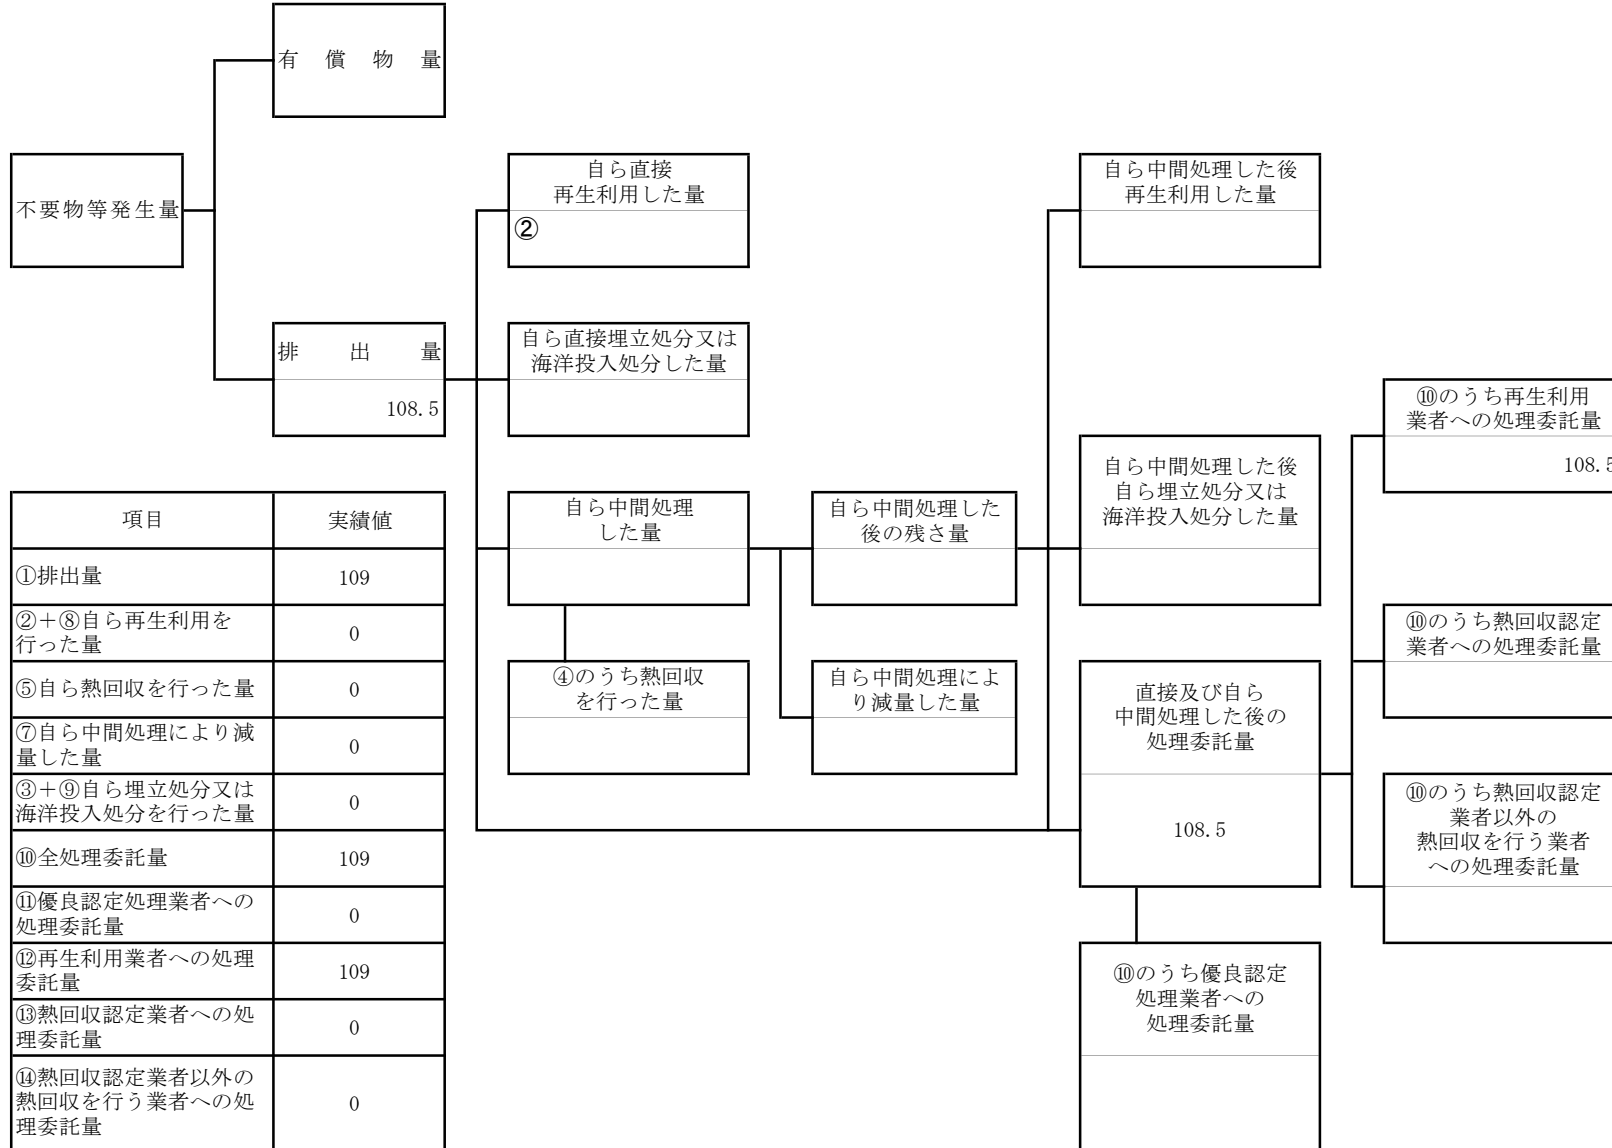 有償物量
不要物等発生量
自ら直接
再生利用した量
②
自ら中間処理した後
再生利用した量
排出量
108.5
自ら直接埋立処分又は
海洋投入処分した量
⑩のうち再生利用
業者への処理委託量
108.5
自ら中間処理
した量
自ら中間処理した
後の残さ量
自ら中間処理した後
自ら埋立処分又は
海洋投入処分した量
⑩のうち熱回収認定
業者への処理委託量
④のうち熱回収
を行った量
自ら中間処理によ
り減量した量
直接及び自ら
中間処理した後の
処理委託量
108.5
⑩のうち熱回収認定
業者以外の
熱回収を行う業者
への処理委託量
⑩のうち優良認定
処理業者への
処理委託量
項目 実績値
①排出量 109
②+⑧自ら再生利用を
行った量 0
⑤自ら熱回収を行った量 0
⑦自ら中間処理により減
量した量 0
③+⑨自ら埋立処分又は
海洋投入処分を行った量 0
⑩全処理委託量 109
⑪優良認定処理業者への
処理委託量 0
⑫再生利用業者への処理
委託量 109
⑬熱回収認定業者への処
理委託量 0
⑭熱回収認定業者以外の
熱回収を行う業者への処
理委託量 0